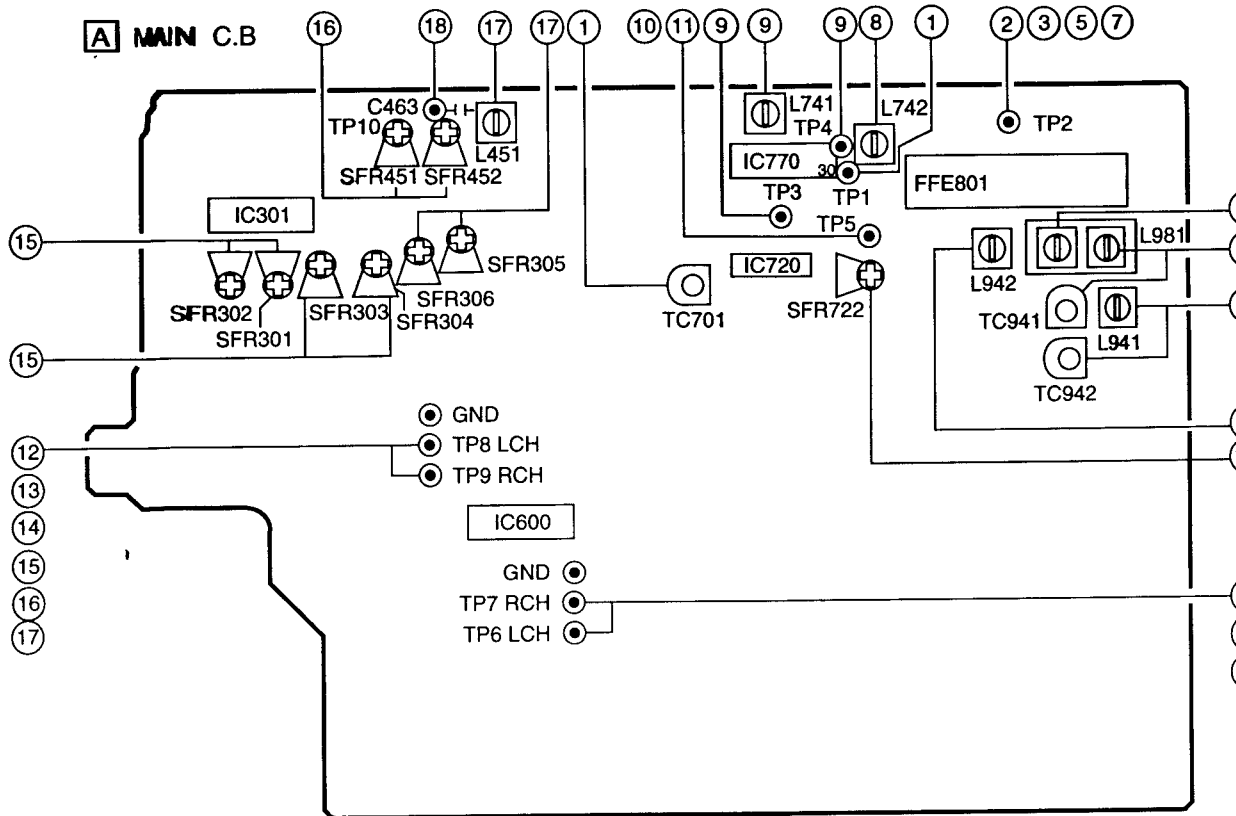 A MAIN C.B
16 18 17 17 1 10 11 9 9 9 8 1 2 3 5 7
C463
TP10
L451
SFR451 SFR452
L741
L742
TP4
TP2
IC770
30
TP1
FFE801
TP3
TP5
IC301
15
SFR305
SFR306
SFR302
SFR301
SFR303
SFR304
IC720
TC701
SFR722
L942
L981
TC941
L941
TC942
15
GND
TP8 LCH
TP9 RCH
12
13
14
15
16
17
IC600
GND
TP7 RCH
TP6 LCH